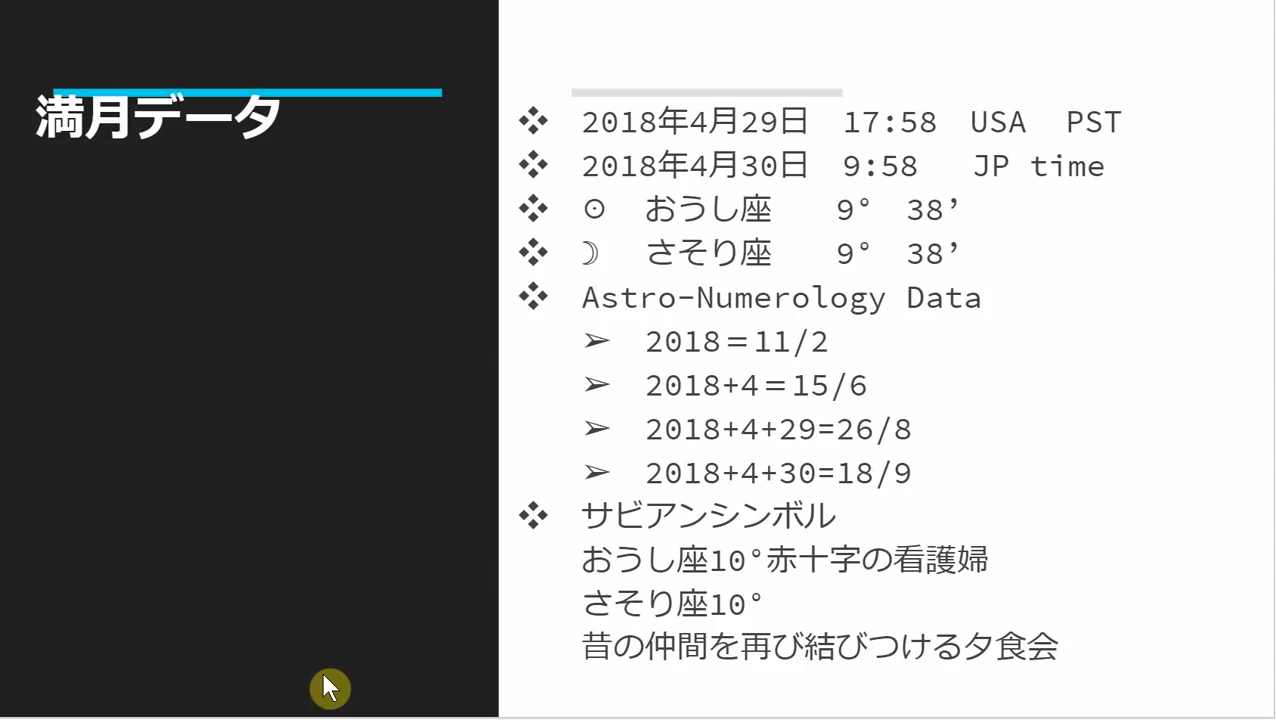 満月データ
❖ 2018年4月29日 17:58 USA PST
❖ 2018年4月30日 9:58 JP time
❖ ☉ おうし座 9° 38’
❖ ☽ さそり座 9° 38’
❖ Astro-Numerology Data
➢ 2018＝11/2
➢ 2018+4＝15/6
➢ 2018+4+29=26/8
➢ 2018+4+30=18/9
❖ サビアンシンボル
おうし座10°赤十字の看護婦
さそり座10°
昔の仲間を再び結びつける夕食会